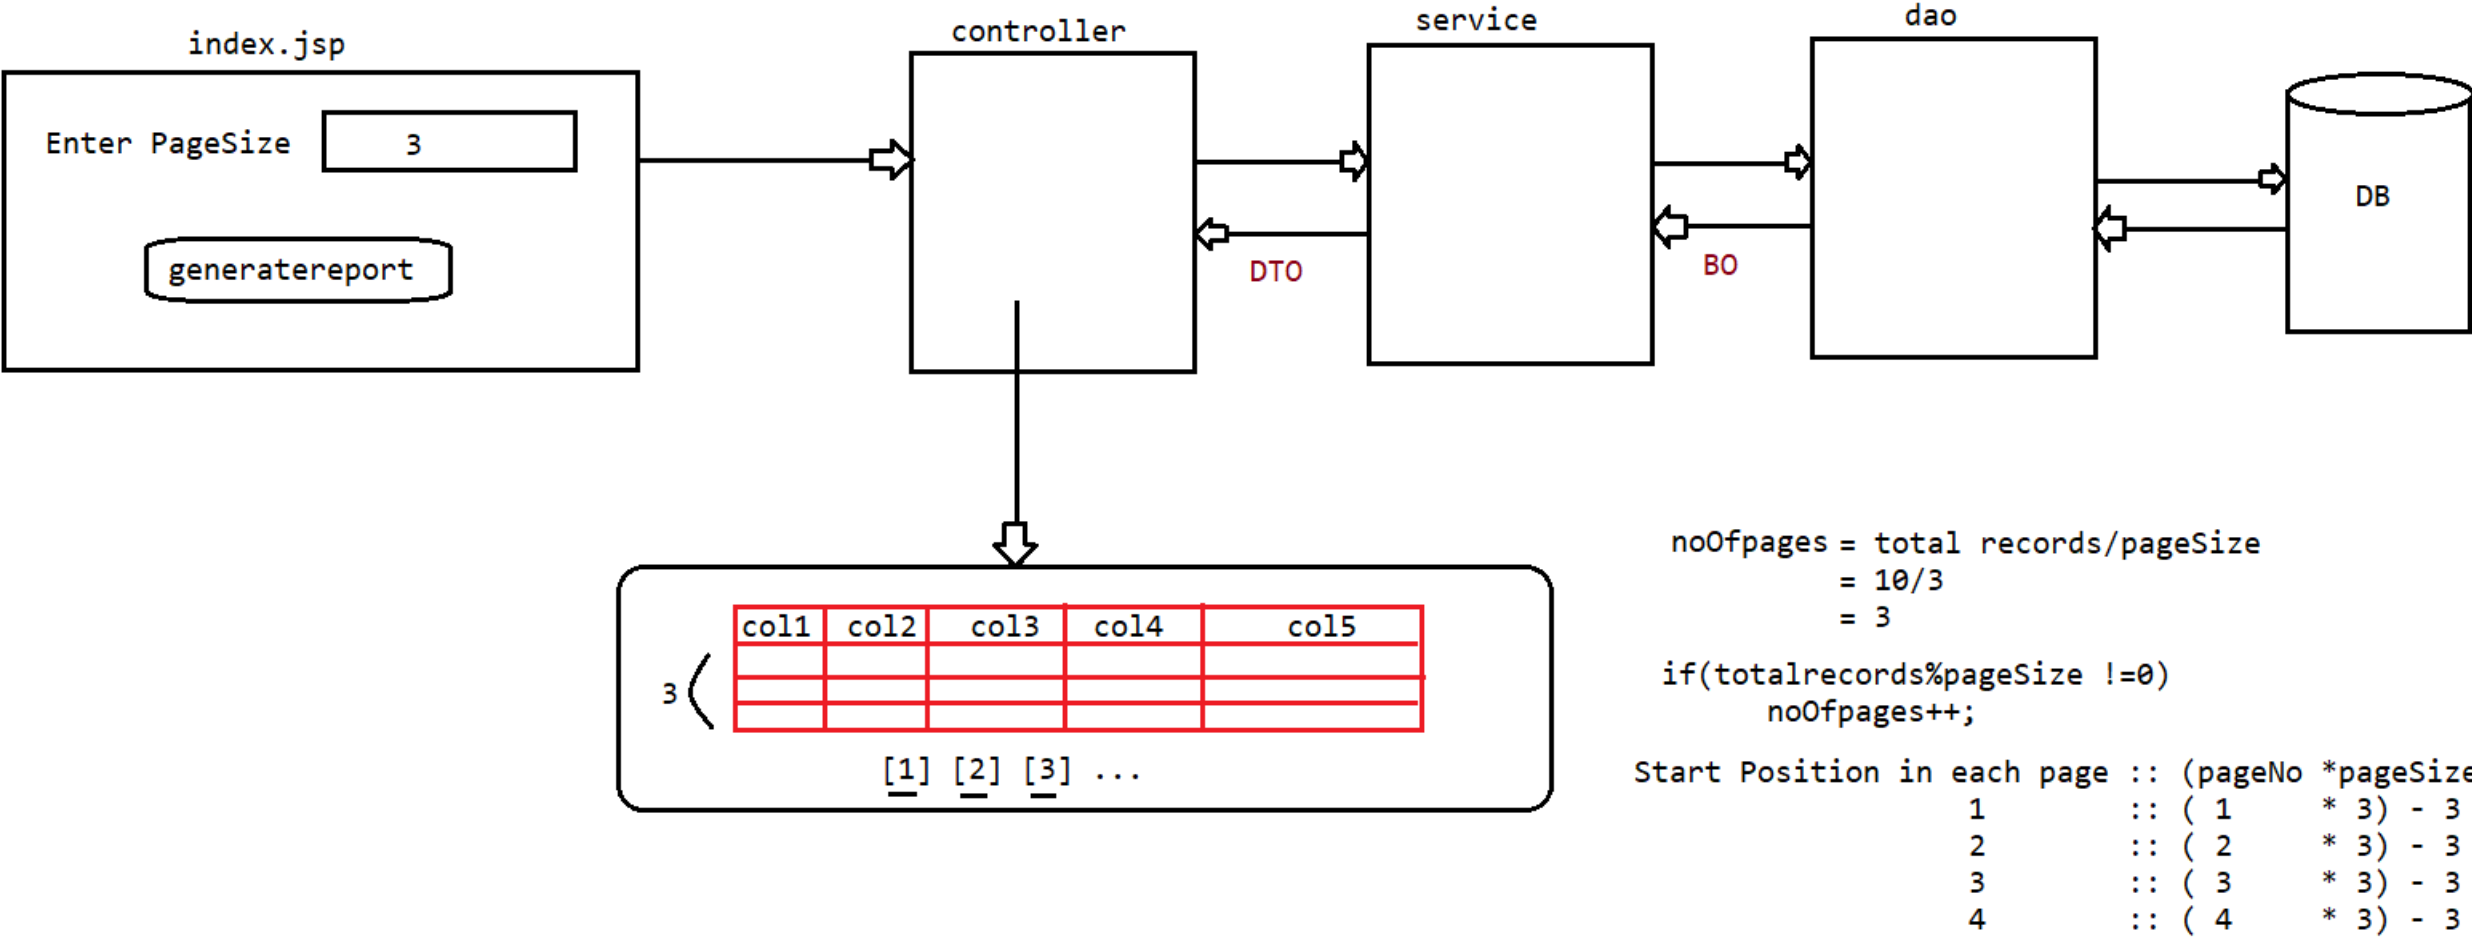 index.jsp
controller
service
dao
Enter PageSize 3
generatereport
DTO
BO
DB
noOfpages = total records/pageSize
= 10/3
= 3
if(totalrecords%pageSize !=0)
noOfpages++;
col1 col2 col3 col4 col5
3
[1] [2] [3] ...
Start Position in each page :: (pageNo *pageSize
1 :: ( 1 * 3) - 3
2 :: ( 2 * 3) - 3
3 :: ( 3 * 3) - 3
4 :: ( 4 * 3) - 3